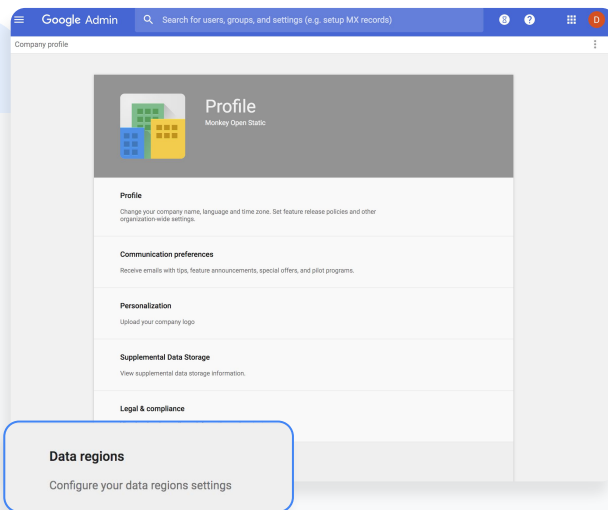 Google Admin
Search for users, groups, and settings (e.g. setup MX records)
8
?
D
Company profile
Profile
Monkey Open Static
Profile
Change your company name, language and time zone. Set feature release policies and other
organization-wide settings.
Communication preferences
Receive emails with tips, feature announcements, special offers, and pilot programs.
Personalization
Upload your company logo
Supplemental Data Storage
View supplemental data storage information.
Legal & compliance
Data regions
Configure your data regions settings